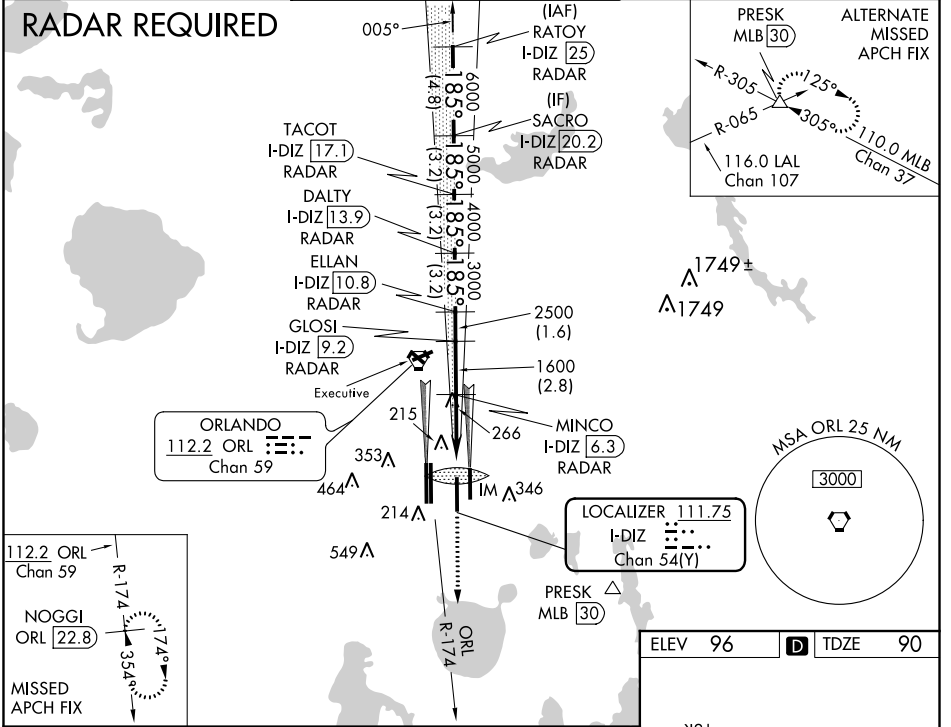 RADAR REQUIRED
005°
(IAF)
RATOY
I-DIZ 25
RADAR
6000
185°
(4.8)
(IF)
SACRO
I-DIZ 20.2
RADAR
5000
185°
(3.2)
TACOT
I-DIZ 17.1
RADAR
4000
185°
(3.2)
DALTY
I-DIZ 13.9
RADAR
3000
185°
(3.2)
ELLAN
I-DIZ 10.8
RADAR
2500
(1.6)
GLOSI
I-DIZ 9.2
RADAR
1600
(2.8)
Executive
MINCO
I-DIZ 6.3
RADAR
ORLANDO
112.2 ORL
Chan 59
215
266
353
464
IM
346
214
549
LOCALIZER 111.75
I-DIZ
Chan 54(Y)
PRESK
MLB 30
ORL
R-174
PRESK
MLB 30
ALTERNATE
MISSED
APCH FIX
R-305
125°
R-065
305°
110.0 MLB
Chan 37
116.0 LAL
Chan 107
1749±
1749
MSA ORL 25 NM
3000
112.2 ORL
Chan 59
R-174
NOGGI
ORL 22.8
174°
354°
MISSED
APCH FIX
ELEV 96
D
TDZE 90